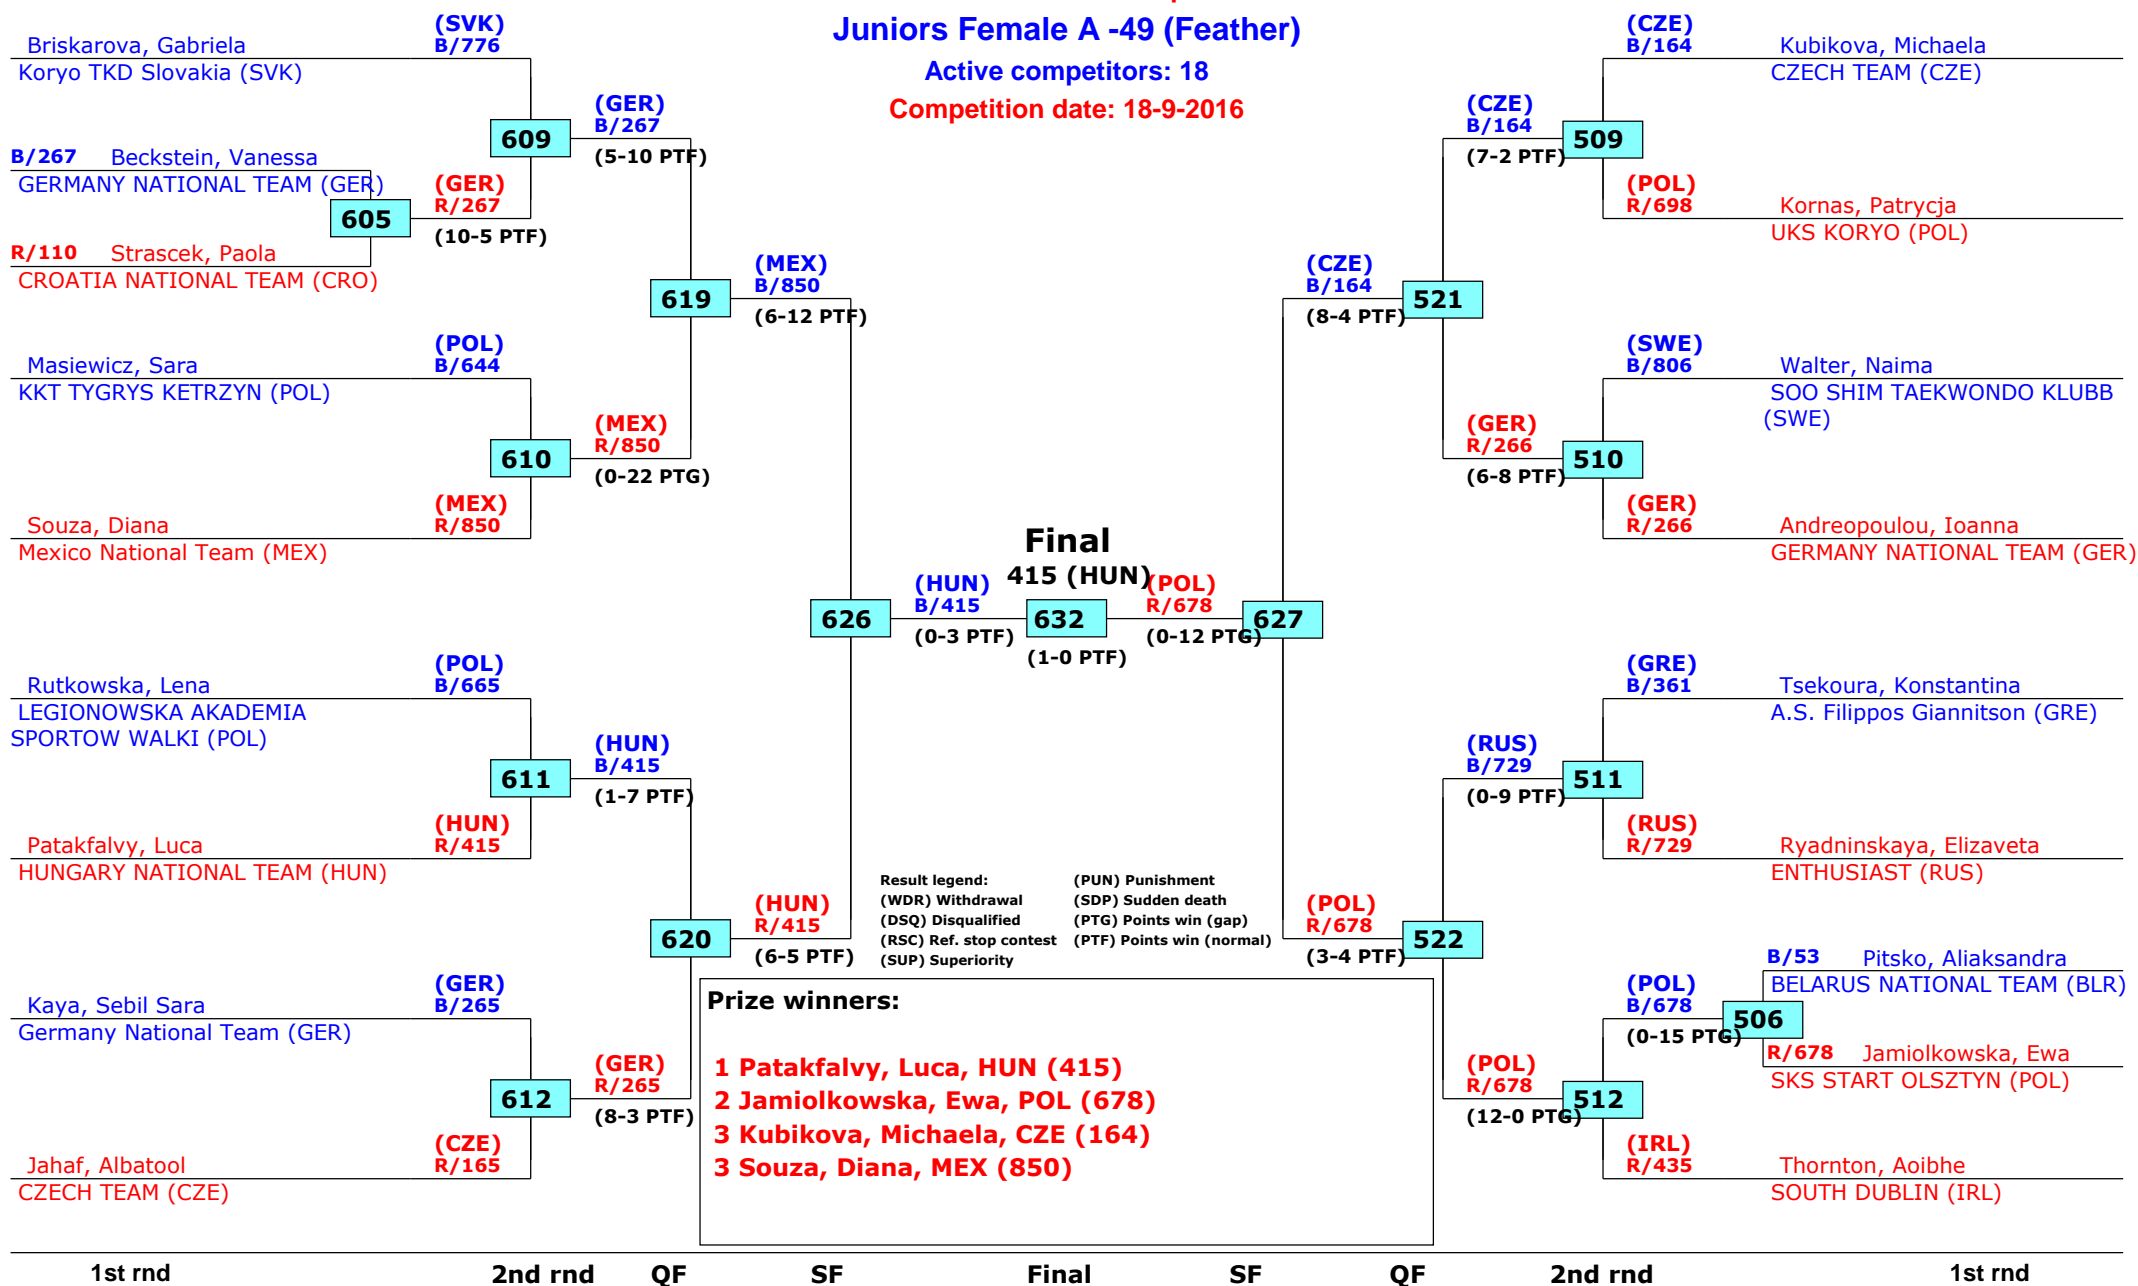 Juniors Female A -49 (Feather)
Active competitors: 18
Competition date: 18-9-2016
Briskarova, Gabriela
Koryo TKD Slovakia (SVK)
(SVK)
B/776
B/267 Beckstein, Vanessa
GERMANY NATIONAL TEAM (GER)
605
R/110 Strascek, Paola
CROATIA NATIONAL TEAM (CRO)
(GER)
R/267
(10-5 PTF)
609
(GER)
B/267
(5-10 PTF)
Masiewicz, Sara
KKT TYGRYS KETRZYN (POL)
(POL)
B/644
610
Souza, Diana
Mexico National Team (MEX)
(MEX)
R/850
(MEX)
R/850
(0-22 PTG)
619
(MEX)
B/850
(6-12 PTF)
Rutkowska, Lena
LEGIONOWSKA AKADEMIA
SPORTOW WALKI (POL)
(POL)
B/665
611
Patakfalvy, Luca
HUNGARY NATIONAL TEAM (HUN)
(HUN)
R/415
(HUN)
B/415
(1-7 PTF)
Kaya, Sebil Sara
Germany National Team (GER)
(GER)
B/265
612
Jahaf, Albatool
CZECH TEAM (CZE)
(CZE)
R/165
(GER)
R/265
(8-3 PTF)
620
(HUN)
R/415
(6-5 PTF)
626
(HUN)
B/415
(0-3 PTF)
Final
415 (HUN)
632
(1-0 PTF)
(POL)
R/678
(0-12 PTG)
627
(CZE)
B/164
(8-4 PTF)
521
(CZE)
B/164
(7-2 PTF)
509
(CZE)
B/164
Kubikova, Michaela
CZECH TEAM (CZE)
(POL)
R/698
Kornas, Patrycja
UKS KORYO (POL)
(GER)
R/266
(6-8 PTF)
510
(SWE)
B/806
Walter, Naima
SOO SHIM TAEKWONDO KLUBB
(SWE)
(GER)
R/266
Andreopoulou, Ioanna
GERMANY NATIONAL TEAM (GER)
(POL)
R/678
(3-4 PTF)
522
(RUS)
B/729
(0-9 PTF)
511
(GRE)
B/361
Tsekoura, Konstantina
A.S. Filippos Giannitson (GRE)
(RUS)
R/729
Ryadninskaya, Elizaveta
ENTHUSIAST (RUS)
(POL)
R/678
(12-0 PTG)
512
(POL)
B/678
(0-15 PTG)
506
B/53 Pitsko, Aliaksandra
BELARUS NATIONAL TEAM (BLR)
R/678 Jamiolkowska, Ewa
SKS START OLSZTYN (POL)
(IRL)
R/435
Thornton, Aoibhe
SOUTH DUBLIN (IRL)
Result legend:
(WDR) Withdrawal
(DSQ) Disqualified
(RSC) Ref. stop contest
(SUP) Superiority
(PUN) Punishment
(SDP) Sudden death
(PTG) Points win (gap)
(PTF) Points win (normal)
Prize winners:
1 Patakfalvy, Luca, HUN (415)
2 Jamiolkowska, Ewa, POL (678)
3 Kubikova, Michaela, CZE (164)
3 Souza, Diana, MEX (850)
1st rnd 2nd rnd QF SF Final SF QF 2nd rnd 1st rnd